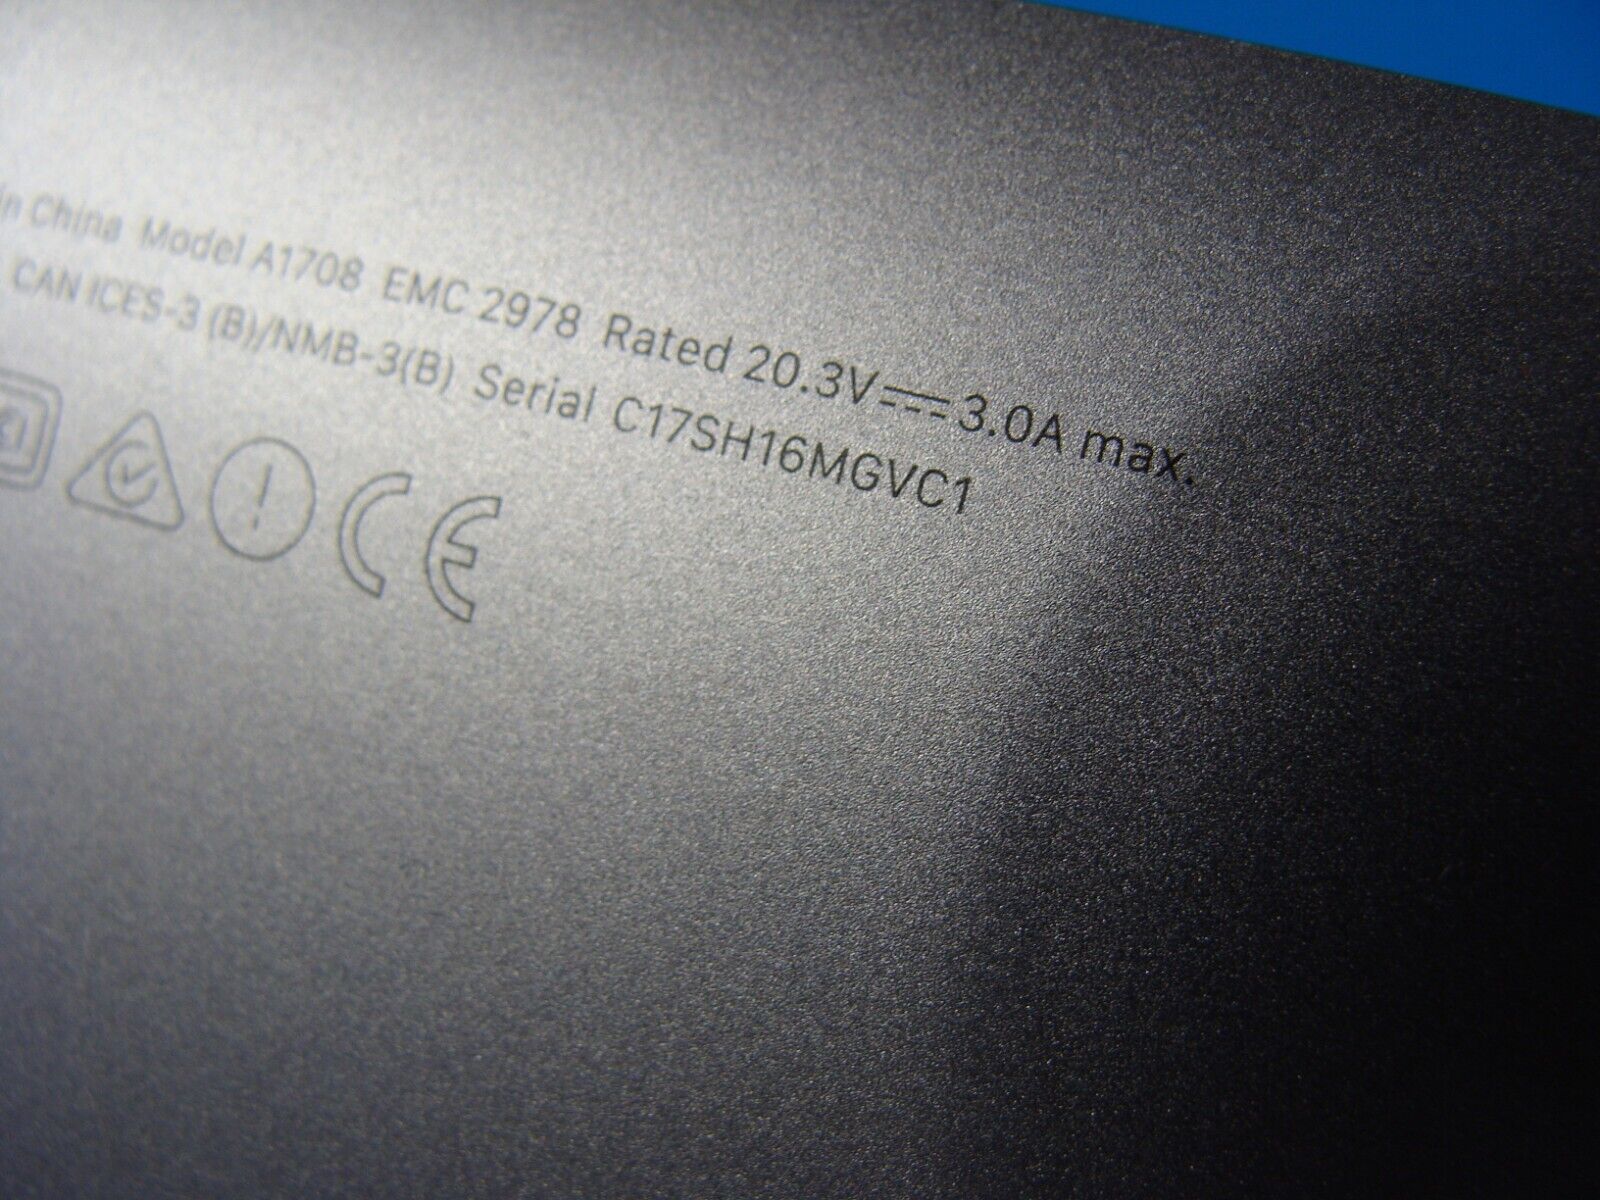 in China Model A1708 EMC 2978 Rated 20.3V⎓3.0A max.
CAN ICES-3 (B)/NMB-3(B) Serial C17SH16MGVC1
CE